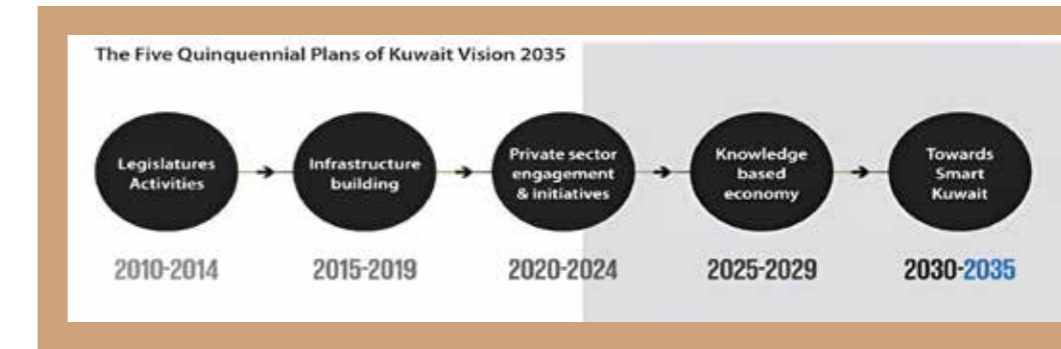 The Five Quinquennial Plans of Kuwait Vision 2035
Legislatures
Activities
Infrastructure
building
Private sector
engagement
& initiatives
Knowledge
based
economy
Towards
Smart
Kuwait
2010-2014
2015-2019
2020-2024
2025-2029
2030-2035